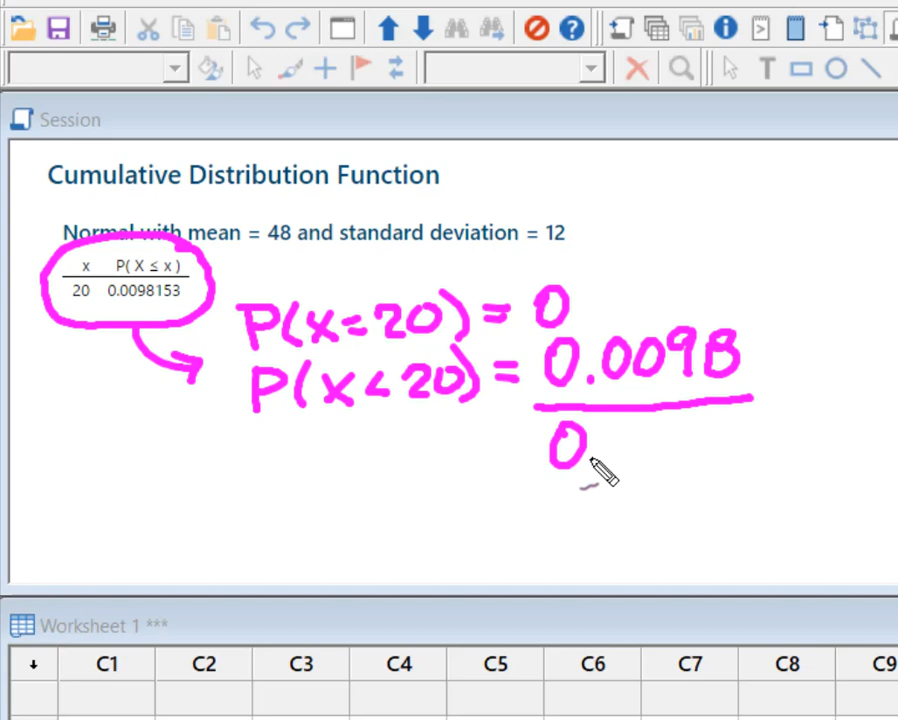 Session
Cumulative Distribution Function
Normal with mean = 48 and standard deviation = 12
x P( X ≤ x )
20 0.0098153
P(X=20) = 0
P(X<20) = 0.0098
0
Worksheet 1 ***
C1 C2 C3 C4 C5 C6 C7 C8 C9